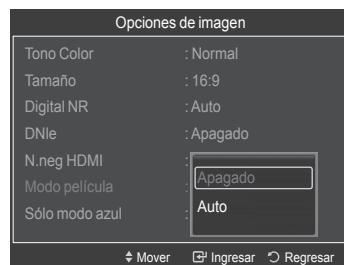 Opciones de imagen
Tono Color : Normal
Tamaño : 16:9
Digital NR : Auto
DNIe : Apagado
N.neg HDMI :
Apagado
Modo película :
Auto
Sólo modo azul :
Mover Ingresar Regresar